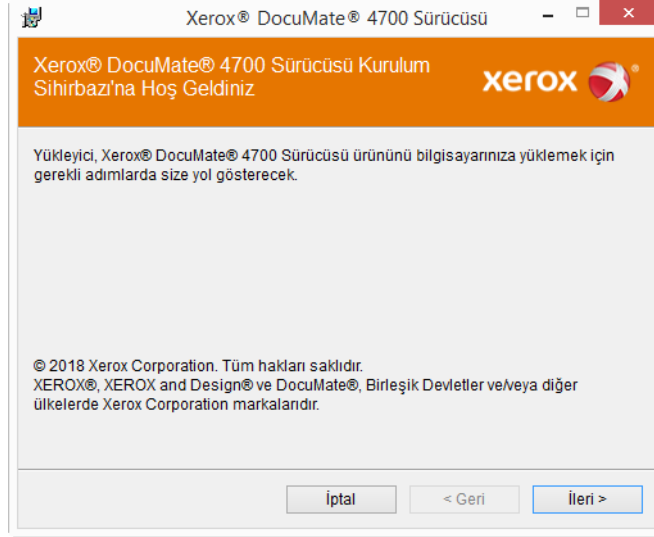 Xerox® DocuMate® 4700 Sürücüsü
Xerox® DocuMate® 4700 Sürücüsü Kurulum
Sihirbazı'na Hoş Geldiniz
xerox
Yükleyici, Xerox® DocuMate® 4700 Sürücüsü ürününü bilgisayarınıza yüklemek için
gerekli adımlarda size yol gösterecek.
© 2018 Xerox Corporation. Tüm hakları saklıdır.
XEROX®, XEROX and Design® ve DocuMate®, Birleşik Devletler ve/veya diğer
ülkelerde Xerox Corporation markalarıdır.
İptal
< Geri
İleri >